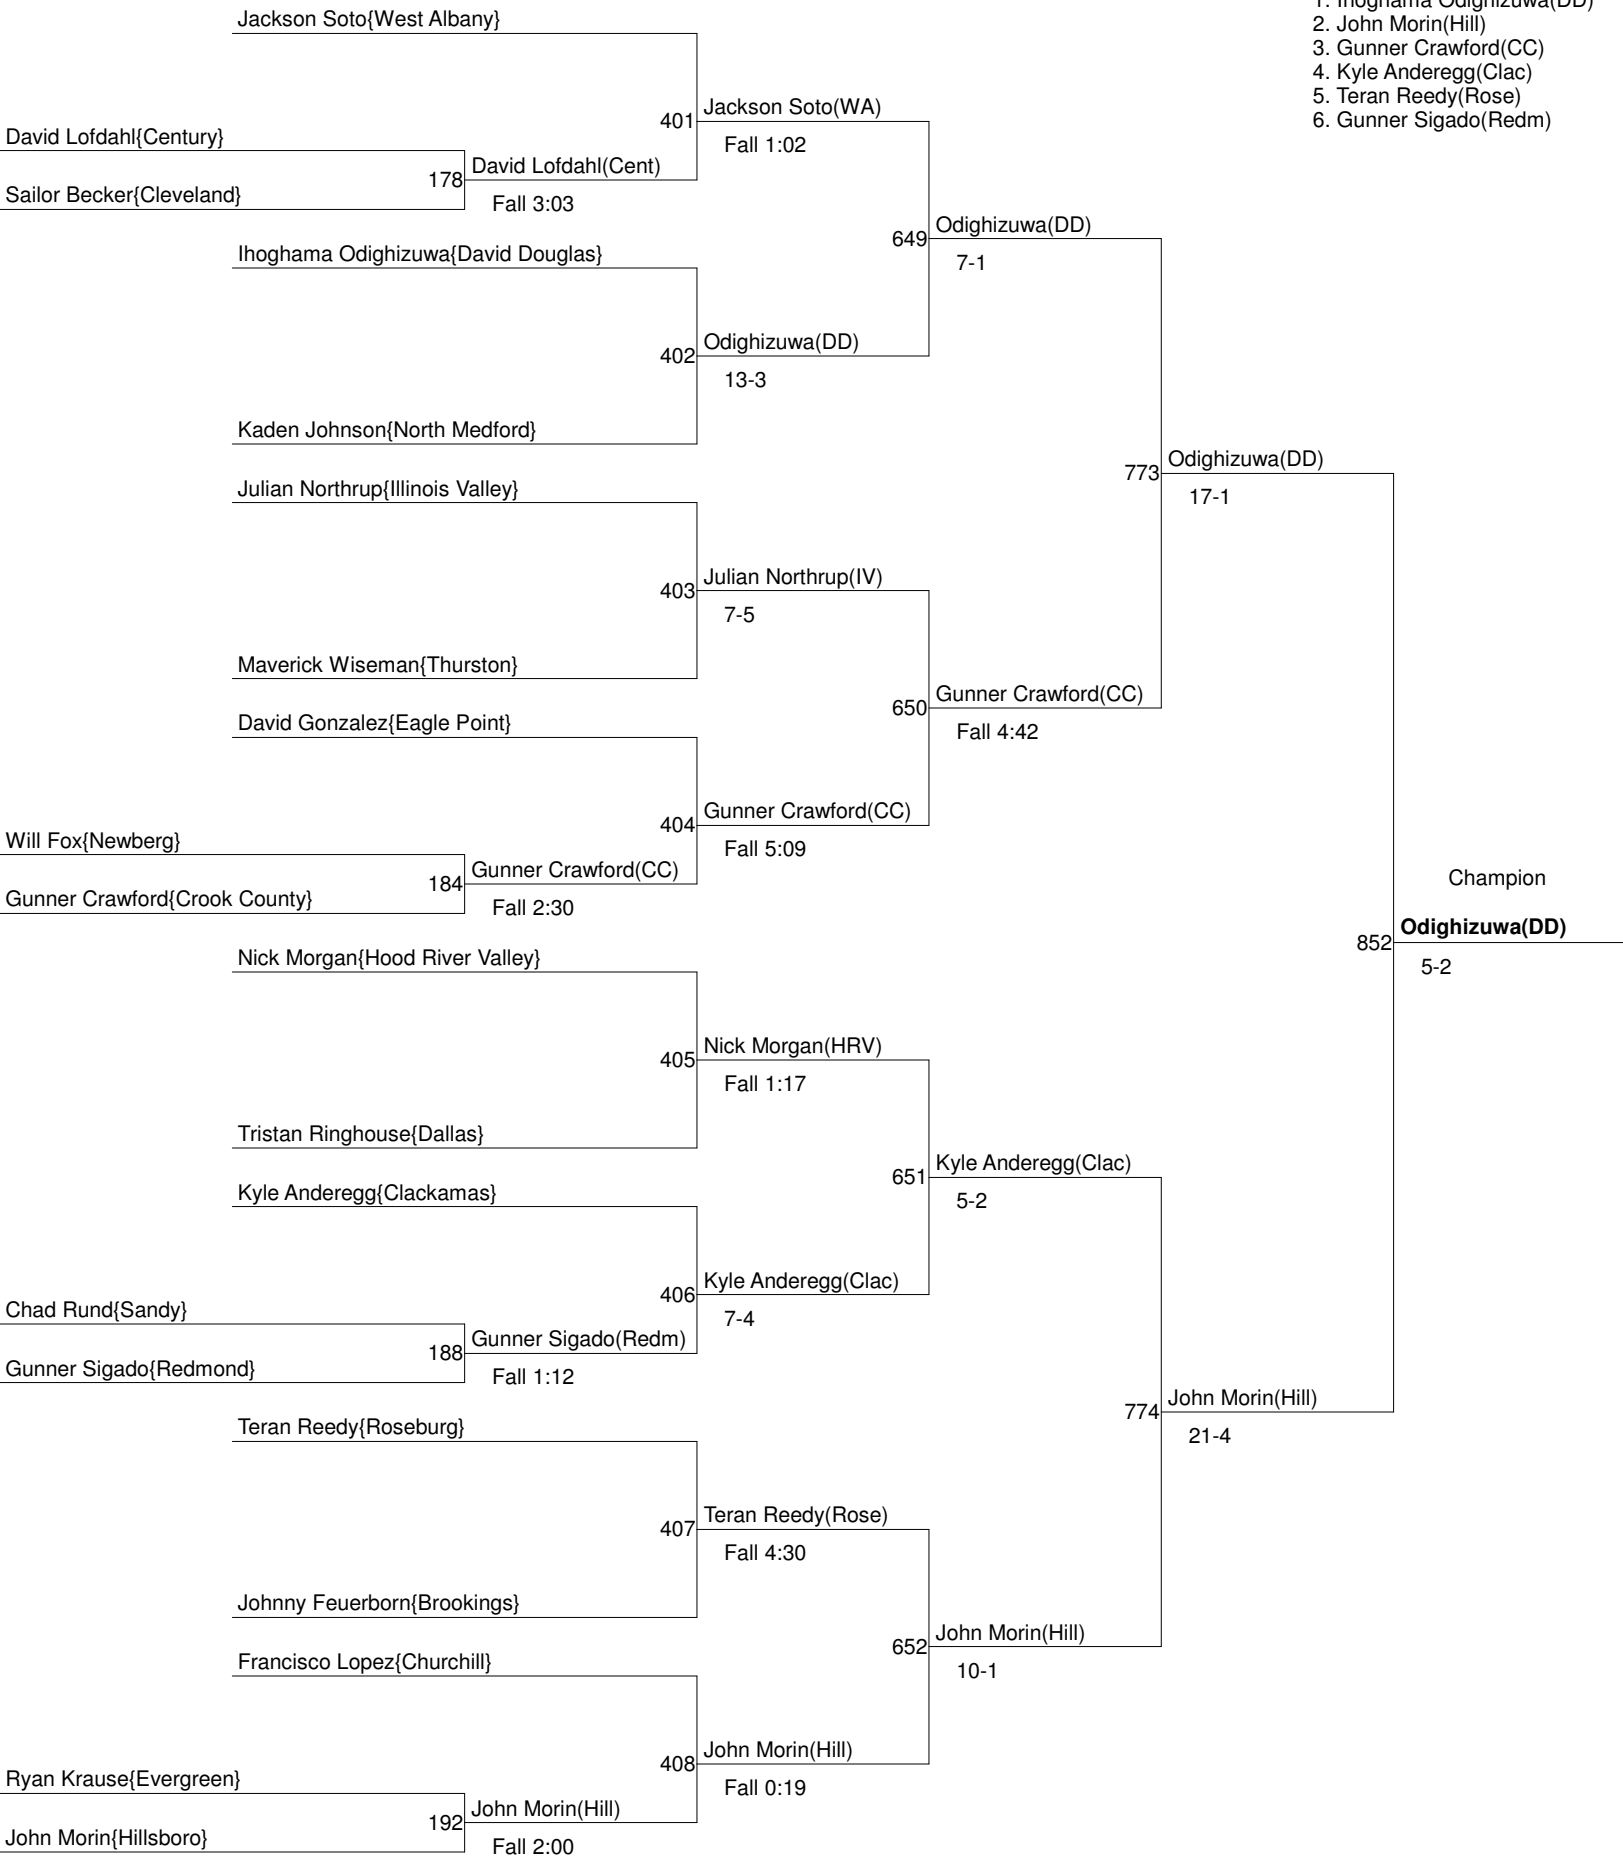 Jackson Soto{West Albany}
1. Ihoghama Odighizuwa(DD)
2. John Morin(Hill)
3. Gunner Crawford(CC)
4. Kyle Anderegg(Clac)
5. Teran Reedy(Rose)
6. Gunner Sigado(Redm)
401 Jackson Soto(WA)
Fall 1:02
David Lofdahl{Century}
178 David Lofdahl(Cent)
Sailor Becker{Cleveland}
Fall 3:03
649 Odighizuwa(DD)
7-1
Ihoghama Odighizuwa{David Douglas}
402 Odighizuwa(DD)
13-3
Kaden Johnson{North Medford}
773 Odighizuwa(DD)
17-1
Julian Northrup{Illinois Valley}
403 Julian Northrup(IV)
7-5
Maverick Wiseman{Thurston}
650 Gunner Crawford(CC)
Fall 4:42
David Gonzalez{Eagle Point}
404 Gunner Crawford(CC)
Fall 5:09
Will Fox{Newberg}
184 Gunner Crawford(CC)
Gunner Crawford{Crook County}
Fall 2:30
Champion
852 Odighizuwa(DD)
5-2
Nick Morgan{Hood River Valley}
405 Nick Morgan(HRV)
Fall 1:17
Tristan Ringhouse{Dallas}
651 Kyle Anderegg(Clac)
5-2
Kyle Anderegg{Clackamas}
406 Kyle Anderegg(Clac)
7-4
Chad Rund{Sandy}
188 Gunner Sigado(Redm)
Gunner Sigado{Redmond}
Fall 1:12
774 John Morin(Hill)
21-4
Teran Reedy{Roseburg}
407 Teran Reedy(Rose)
Fall 4:30
Johnny Feuerborn{Brookings}
652 John Morin(Hill)
10-1
Francisco Lopez{Churchill}
408 John Morin(Hill)
Fall 0:19
Ryan Krause{Evergreen}
192 John Morin(Hill)
John Morin{Hillsboro}
Fall 2:00